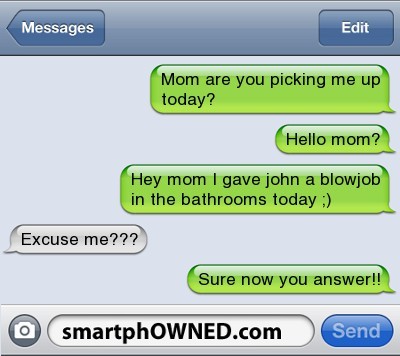 Messages
Edit
Mom are you picking me up
today?
Hello mom?
Hey mom I gave john a blowjob
in the bathrooms today ;)
Excuse me???
Sure now you answer!!
smartphOWNED.com
Send